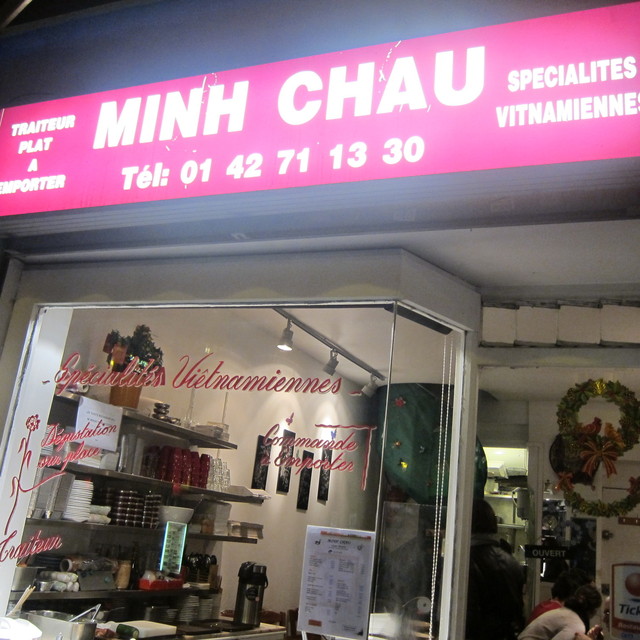 TRAITEUR
PLAT
A
EMPORTER
MINH CHAU
Tél: 01 42 71 13 30
SPECIALITES
VITNAMIENNES
Spécialités Viêtnamiennes
Dégustation
sur place
Commande
à Emporter
Traiteur
OUVERT